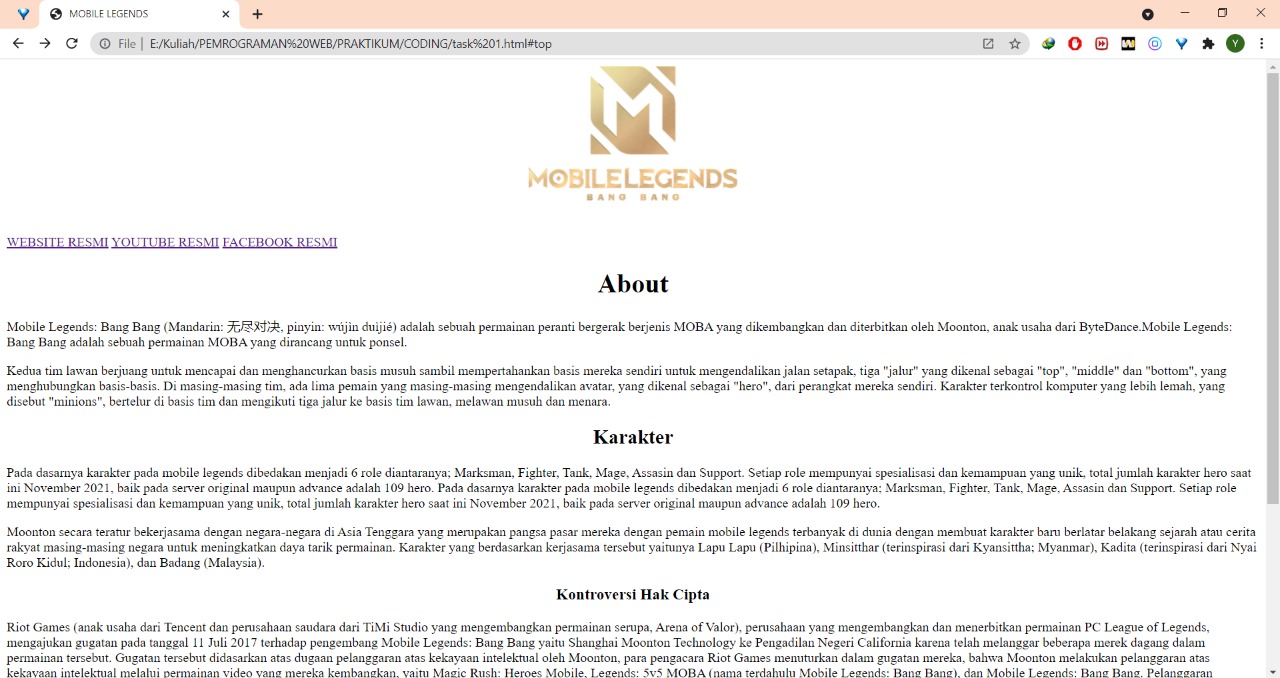 MOBILE LEGENDS
File | E:/Kuliah/PEMROGRAMAN%20WEB/PRAKTIKUM/CODING/task%201.html#top
Y
MOBILE LEGENDS
BANG BANG
WEBSITE RESMI YOUTUBE RESMI FACEBOOK RESMI
About
Mobile Legends: Bang Bang (Mandarin: 无尽对决, pinyin: wújìn duìjié) adalah sebuah permainan peranti bergerak berjenis MOBA yang dikembangkan dan diterbitkan oleh Moonton, anak usaha dari ByteDance.Mobile Legends:
Bang Bang adalah sebuah permainan MOBA yang dirancang untuk ponsel.
Kedua tim lawan berjuang untuk mencapai dan menghancurkan basis musuh sambil mempertahankan basis mereka sendiri untuk mengendalikan jalan setapak, tiga "jalur" yang dikenal sebagai "top", "middle" dan "bottom", yang
menghubungkan basis-basis. Di masing-masing tim, ada lima pemain yang masing-masing mengendalikan avatar, yang dikenal sebagai "hero", dari perangkat mereka sendiri. Karakter terkontrol komputer yang lebih lemah, yang
disebut "minions", bertelur di basis tim dan mengikuti tiga jalur ke basis tim lawan, melawan musuh dan menara.
Karakter
Pada dasarnya karakter pada mobile legends dibedakan menjadi 6 role diantaranya; Marksman, Fighter, Tank, Mage, Assasin dan Support. Setiap role mempunyai spesialisasi dan kemampuan yang unik, total jumlah karakter hero saat
ini November 2021, baik pada server original maupun advance adalah 109 hero. Pada dasarnya karakter pada mobile legends dibedakan menjadi 6 role diantaranya; Marksman, Fighter, Tank, Mage, Assasin dan Support. Setiap role
mempunyai spesialisasi dan kemampuan yang unik, total jumlah karakter hero saat ini November 2021, baik pada server original maupun advance adalah 109 hero.
Moonton secara teratur bekerjasama dengan negara-negara di Asia Tenggara yang merupakan pangsa pasar mereka dengan pemain mobile legends terbanyak di dunia dengan membuat karakter baru berlatar belakang sejarah atau cerita
rakyat masing-masing negara untuk meningkatkan daya tarik permainan. Karakter yang berdasarkan kerjasama tersebut yaitunya Lapu Lapu (Pilhipina), Minsitthar (terinspirasi dari Kyansittha; Myanmar), Kadita (terinspirasi dari Nyai
Roro Kidul; Indonesia), dan Badang (Malaysia).
Kontroversi Hak Cipta
Riot Games (anak usaha dari Tencent dan perusahaan saudara dari TiMi Studio yang mengembangkan permainan serupa, Arena of Valor), perusahaan yang mengembangkan dan menerbitkan permainan PC League of Legends,
mengajukan gugatan pada tanggal 11 Juli 2017 terhadap pengembang Mobile Legends: Bang Bang yaitu Shanghai Moonton Technology ke Pengadilan Negeri California karena telah melanggar beberapa merek dagang dalam
permainan tersebut. Gugatan tersebut didasarkan atas dugaan pelanggaran atas kekayaan intelektual oleh Moonton, para pengacara Riot Games menuturkan dalam gugatan mereka, bahwa Moonton melakukan pelanggaran atas
kekayaan intelektual melalui permainan video yang mereka kembangkan, yaitu Magic Rush: Heroes Mobile, Legends: 5v5 MOBA (nama terdahulu Mobile Legends: Bang Bang), dan Mobile Legends: Bang Bang. Pelanggaran